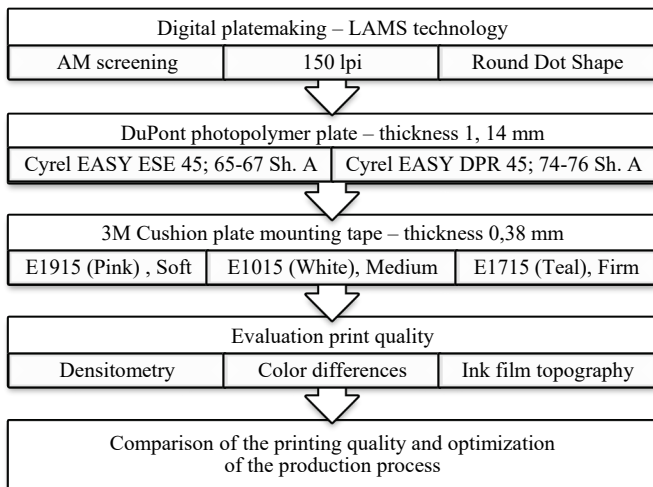 Digital platemaking – LAMS technology
AM screening
150 lpi
Round Dot Shape
DuPont photopolymer plate – thickness 1, 14 mm
Cyrel EASY ESE 45; 65-67 Sh. A
Cyrel EASY DPR 45; 74-76 Sh. A
3M Cushion plate mounting tape – thickness 0,38 mm
E1915 (Pink) , Soft
E1015 (White), Medium
E1715 (Teal), Firm
Evaluation print quality
Densitometry
Color differences
Ink film topography
Comparison of the printing quality and optimization
of the production process